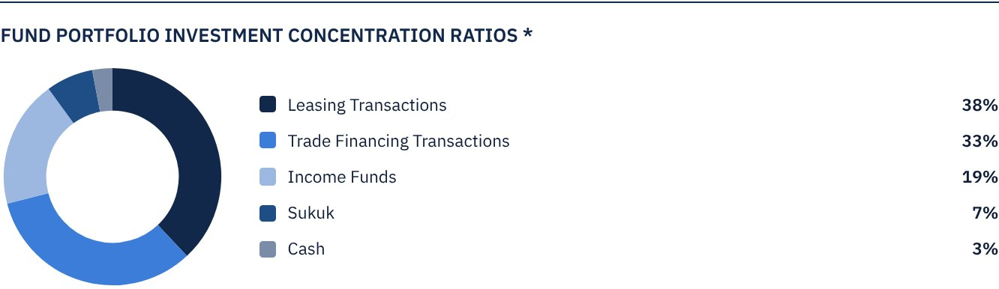 FUND PORTFOLIO INVESTMENT CONCENTRATION RATIOS *
Leasing Transactions 38%
Trade Financing Transactions 33%
Income Funds 19%
Sukuk 7%
Cash 3%